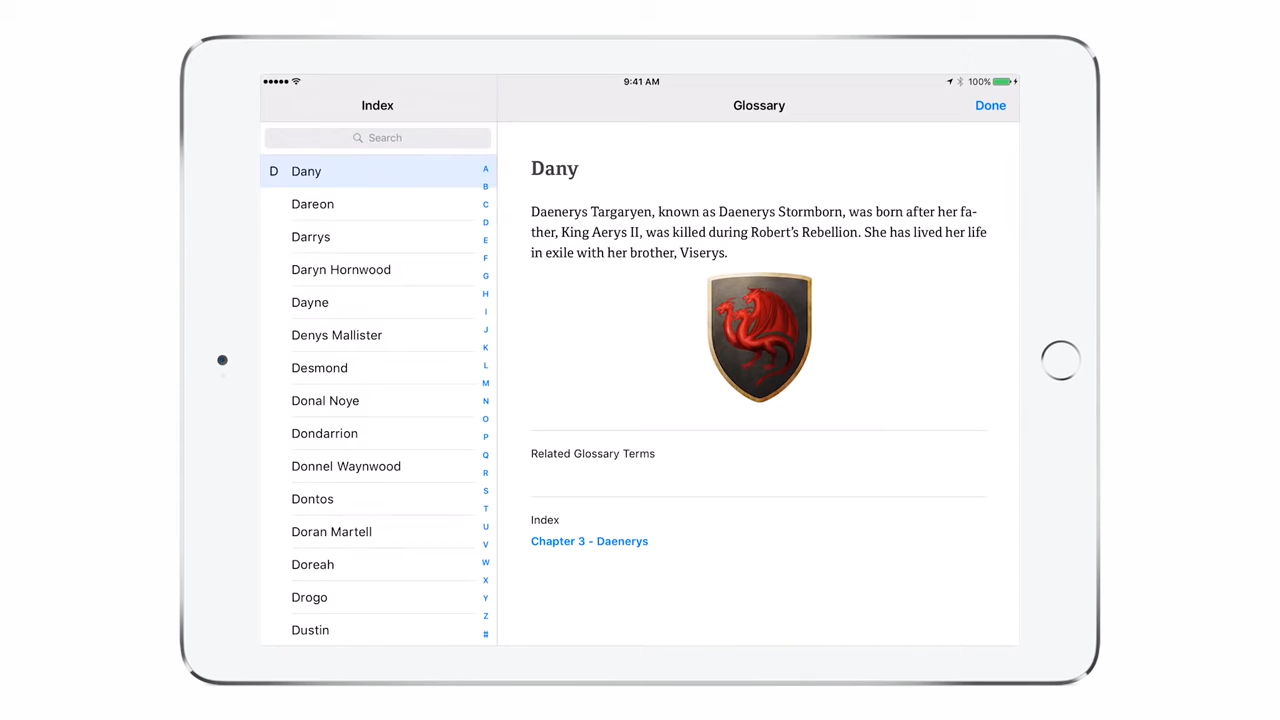 9:41 AM
100%
Index
Glossary
Done
Search
D
Dany
Dareon
Darrys
Daryn Hornwood
Dayne
Denys Mallister
Desmond
Donal Noye
Dondarrion
Donnel Waynwood
Dontos
Doran Martell
Doreah
Drogo
Dustin
A
B
C
D
E
F
G
H
I
J
K
L
M
N
O
P
Q
R
S
T
U
V
W
X
Y
Z
#
Dany
Daenerys Targaryen, known as Daenerys Stormborn, was born after her fa-
ther, King Aerys II, was killed during Robert’s Rebellion. She has lived her life
in exile with her brother, Viserys.
Related Glossary Terms
Index
Chapter 3 - Daenerys